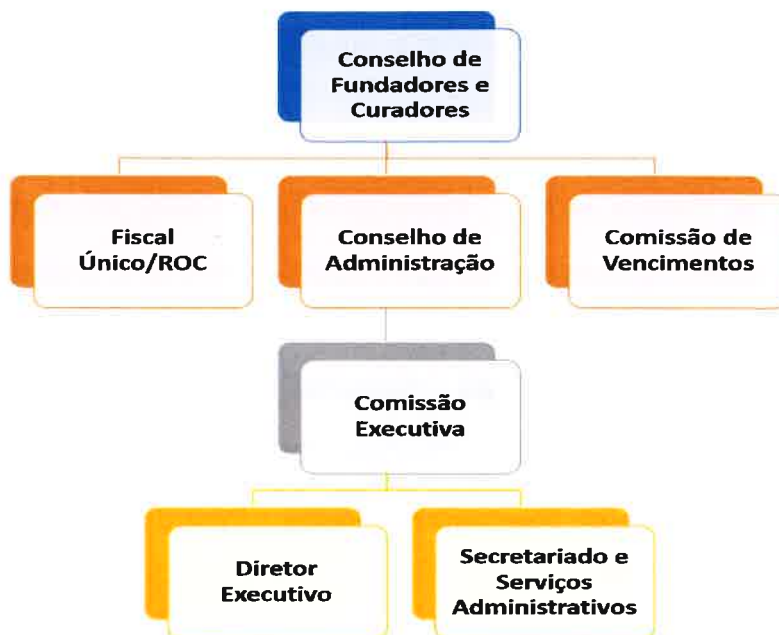 Conselho de
Fundadores e
Curadores
Fiscal
Único/ROC
Conselho de
Administração
Comissão de
Vencimentos
Comissão
Executiva
Diretor
Executivo
Secretariado e
Serviços
Administrativos